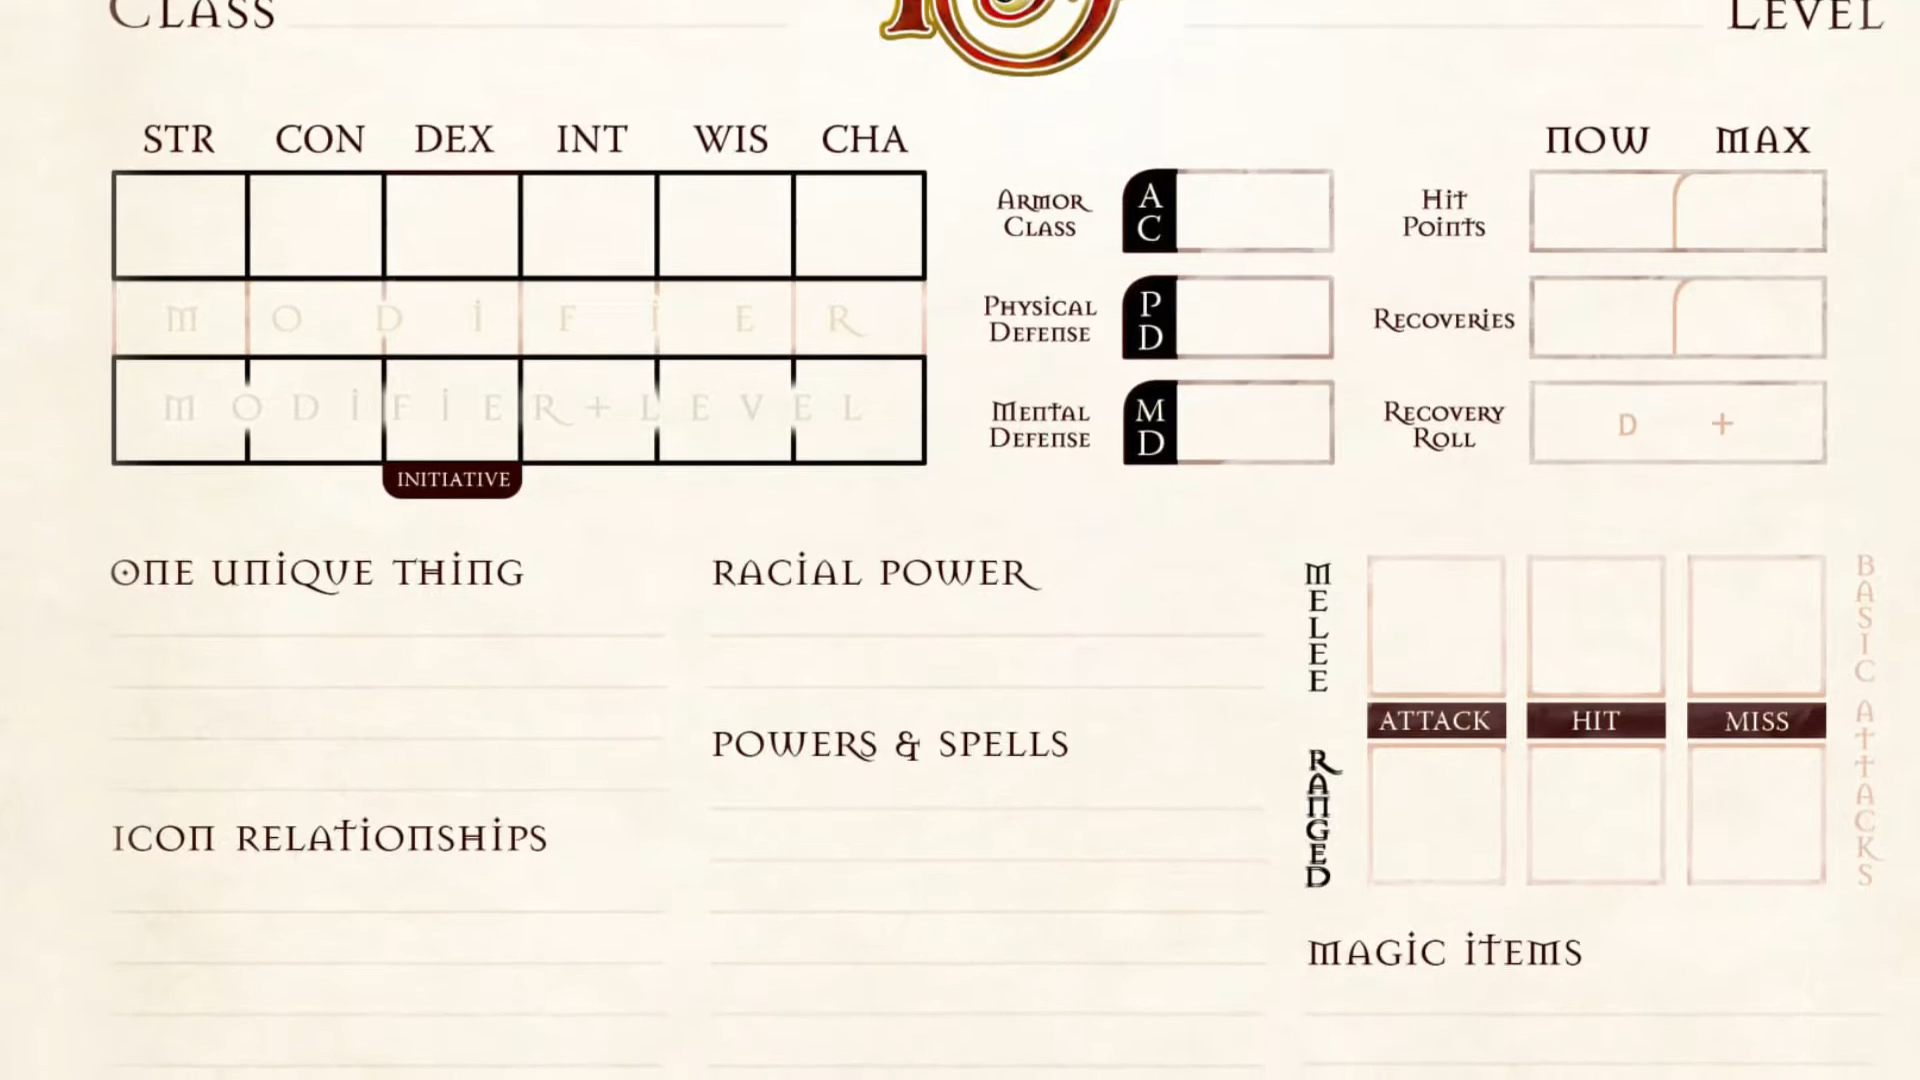 CLASS
LEVEL
STR CON DEX INT WIS CHA
NOW MAX
ARMOR
CLASS
AC
HIT
POINTS
MODIFIER
PHYSICAL
DEFENSE
PD
RECOVERIES
MODIFIER+LEVEL
MENTAL
DEFENSE
MD
RECOVERY
ROLL
D +
INITIATIVE
ONE UNIQUE THING
RACIAL POWER
MELEE
BASIC ATTACKS
ATTACK HIT MISS
POWERS & SPELLS
RANGED
ICON RELATIONSHIPS
MAGIC ITEMS